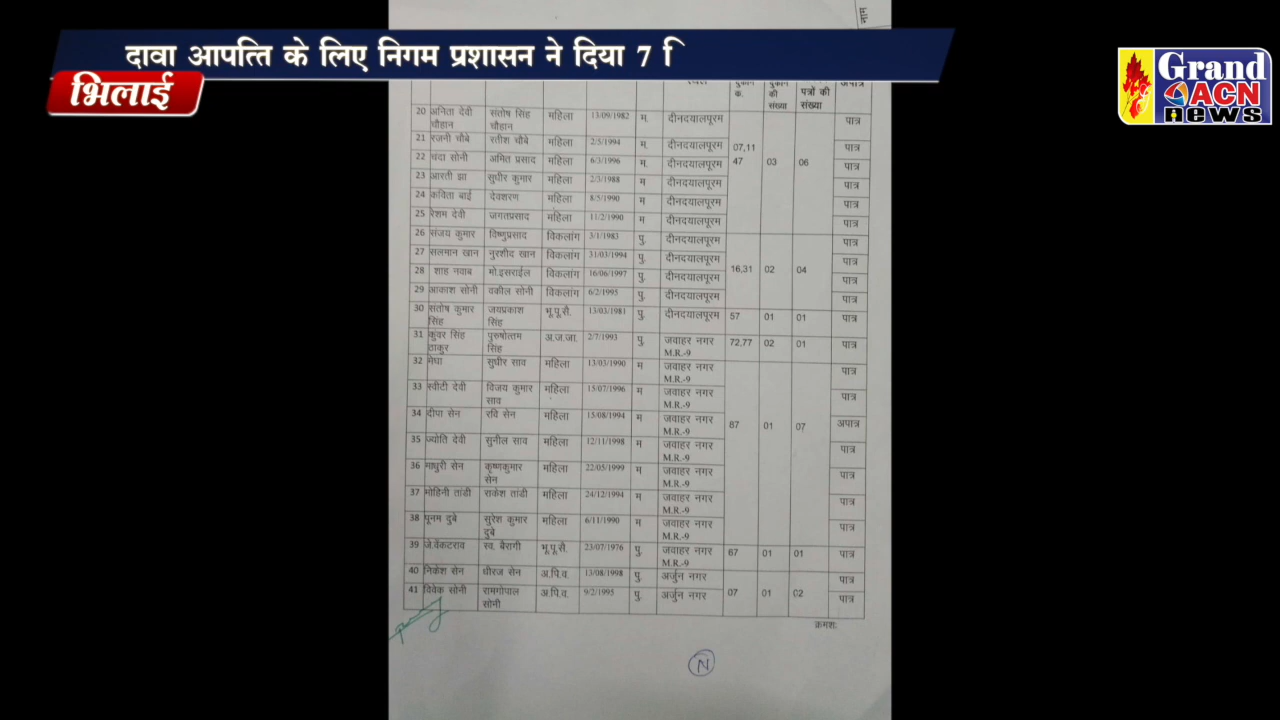 दावा आपत्ति के लिए निगम प्रशासन ने दिया 7 f
भिलाई
Grand
ACN
news
नाम
क. की संख्या पत्रों की संख्या अपात्र
20 अनिता देवी चौहान संतोष सिंह चौहान महिला 13/09/1982 म. दीनदयालपूरम पात्र
21 रजनी चौबे रतीश चौबे महिला 2/5/1994 म. दीनदयालपूरम 07,11 पात्र
22 चंदा सोनी अमित प्रसाद महिला 6/3/1996 म. दीनदयालपूरम 47 03 06 पात्र
23 आरती झा सुधीर कुमार महिला 2/3/1988 म दीनदयालपूरम पात्र
24 कविता बाई देवशरण महिला 8/5/1990 म दीनदयालपूरम पात्र
25 रेशम देवी जगतप्रसाद महिला 11/2/1990 म दीनदयालपूरम पात्र
26 संजय कुमार विष्णुप्रसाद विकलांग 3/1/1983 पु. दीनदयालपूरम पात्र
27 सलमान खान नुरशीद खान विकलांग 31/03/1994 पु. दीनदयालपूरम पात्र
28 शाह नवाब मो.इसराईल विकलांग 16/06/1997 पु. दीनदयालपूरम 16,31 02 04 पात्र
29 आकाश सोनी वकील सोनी विकलांग 6/2/1995 पु. दीनदयालपूरम पात्र
30 संतोष कुमार सिंह जयप्रकाश सिंह भू.पू.सै. 13/03/1981 पु. दीनदयालपूरम 57 01 01 पात्र
31 कुंवर सिंह ठाकुर पुरुषोत्तम सिंह अ.ज.जा. 2/7/1993 पु. जवाहर नगर M.R.-9 72,77 02 01 पात्र
32 मेघा सुधीर साव महिला 13/03/1990 म जवाहर नगर M.R.-9 पात्र
33 स्वीटी देवी विजय कुमार साव महिला 15/07/1996 म जवाहर नगर M.R.-9 पात्र
34 दीपा सेन रवि सेन महिला 15/08/1994 म जवाहर नगर M.R.-9 87 01 07 अपात्र
35 ज्योति देवी सुनील साव महिला 12/11/1998 म जवाहर नगर M.R.-9 पात्र
36 माधुरी सेन कृष्णकुमार सेन महिला 22/05/1999 म जवाहर नगर M.R.-9 पात्र
37 मोहिनी तांडी राकेश तांडी महिला 24/12/1994 म जवाहर नगर M.R.-9 पात्र
38 पूनम दुबे सुरेश कुमार दुबे महिला 6/11/1990 म जवाहर नगर M.R.-9 पात्र
39 जे.वेंकटराव स्व. बैरागी भू.पू.सै. 23/07/1976 पु. जवाहर नगर M.R.-9 67 01 01 पात्र
40 निकेश सेन धीरज सेन अ.पि.व. 13/08/1998 पु. अर्जुन नगर पात्र
41 विवेक सोनी रामगोपाल सोनी अ.पि.व. 9/2/1995 पु. अर्जुन नगर 07 01 02 पात्र
क्रमशः
N